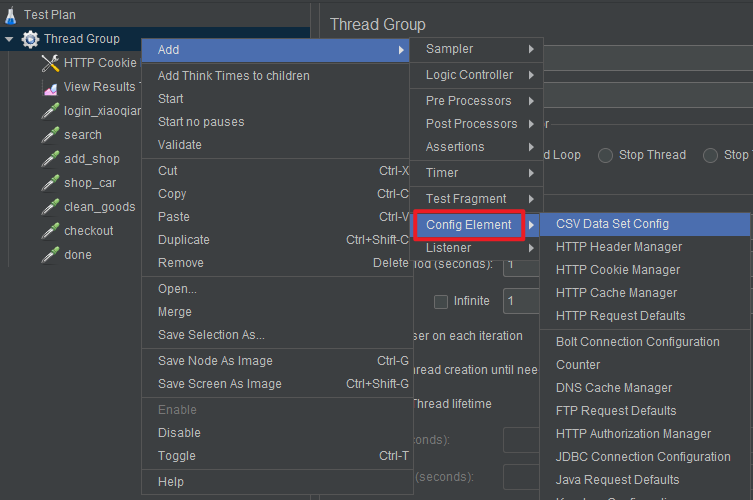 Test Plan
Thread Group
HTTP Cookie
View Results T
login_xiaoqian
search
add_shop
shop_car
clean_goods
checkout
done
Add
Add Think Times to children
Start
Start no pauses
Validate
Cut Ctrl-X
Copy Ctrl-C
Paste Ctrl-V
Duplicate Ctrl+Shift-C
Remove Delete
Open...
Merge
Save Selection As...
Save Node As Image Ctrl-G
Save Screen As Image Ctrl+Shift-G
Enable
Disable
Toggle Ctrl-T
Help
Sampler
Logic Controller
Pre Processors
Post Processors
Assertions
Timer
Test Fragment
Config Element
Listener
CSV Data Set Config
HTTP Header Manager
HTTP Cookie Manager
HTTP Cache Manager
HTTP Request Defaults
Bolt Connection Configuration
Counter
DNS Cache Manager
FTP Request Defaults
HTTP Authorization Manager
JDBC Connection Configuration
Java Request Defaults
Thread Group
or
d Loop Stop Thread Stop T
iod (seconds): 1
Infinite 1
ser on each iteration
hread creation until nee
Thread lifetime
conds):
(seconds):